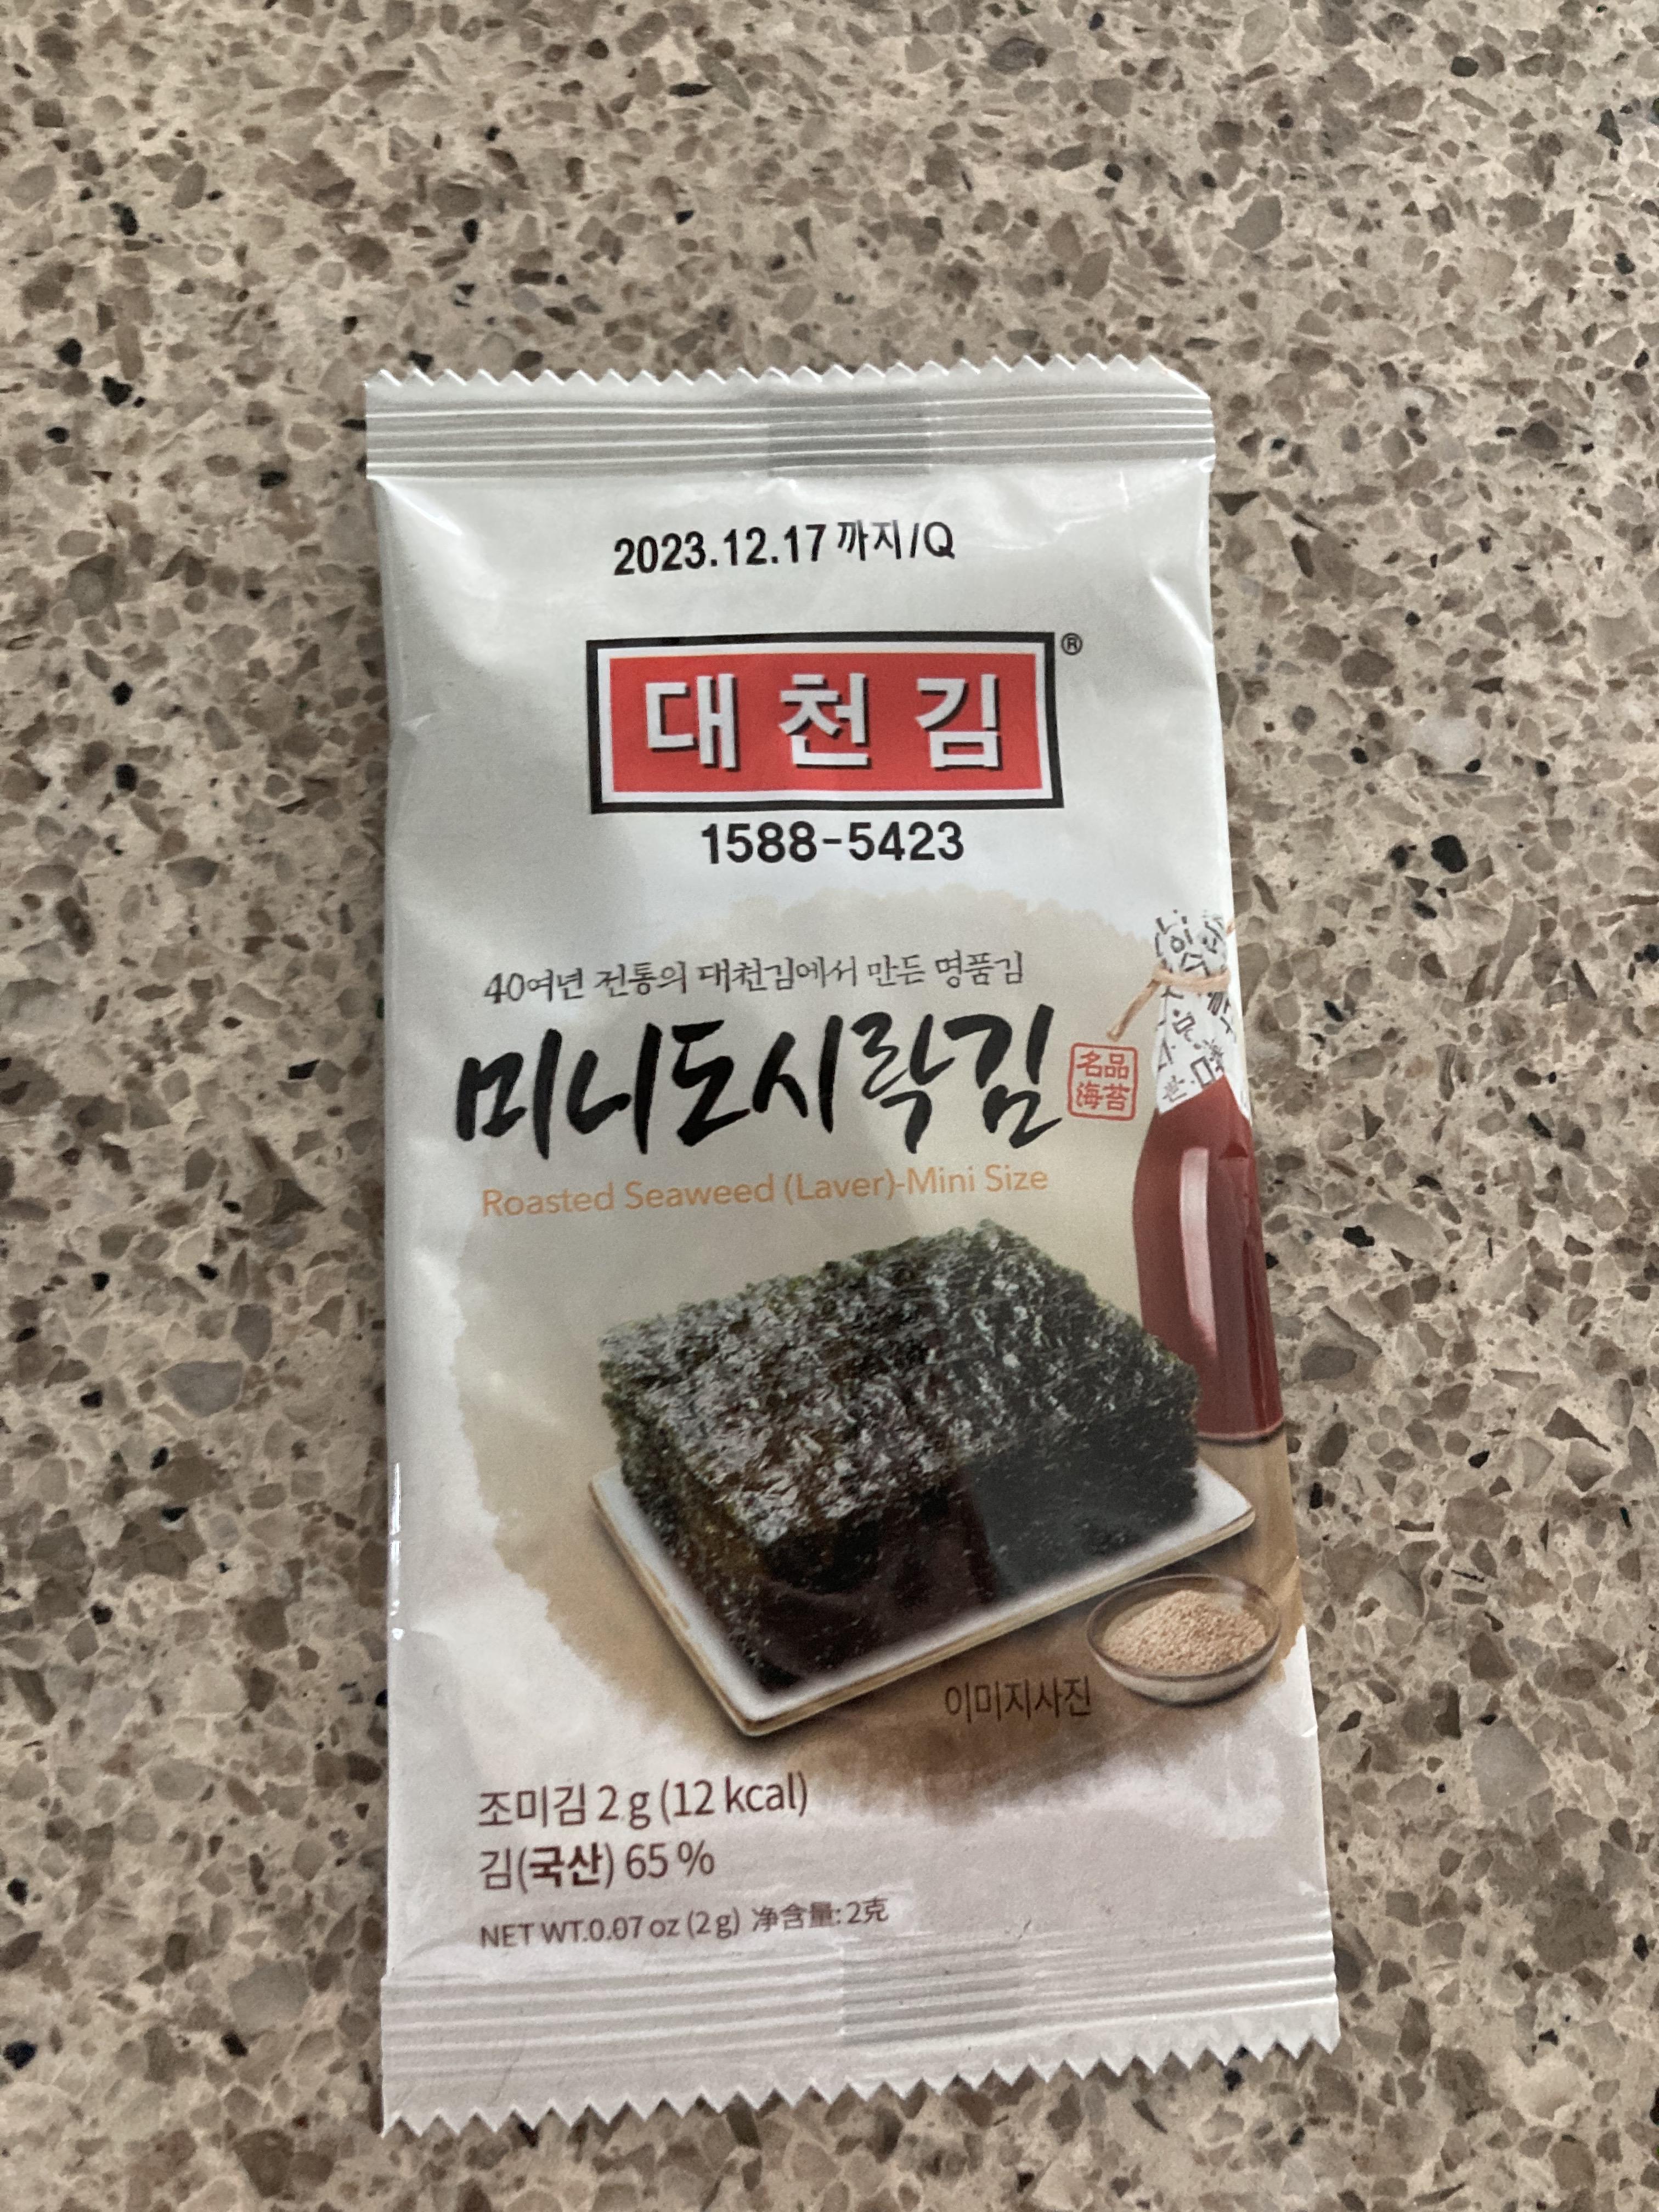 2023.12.17까지/Q
대천김®
1588-5423
40여년 전통의 대천김에서 만든 명품김
미니도시락김
名品
海苔
Roasted Seaweed (Laver)-Mini Size
이미지사진
조미김 2 g (12 kcal)
김(국산) 65 %
NET WT.0.07 oz (2 g) 净含量: 2克